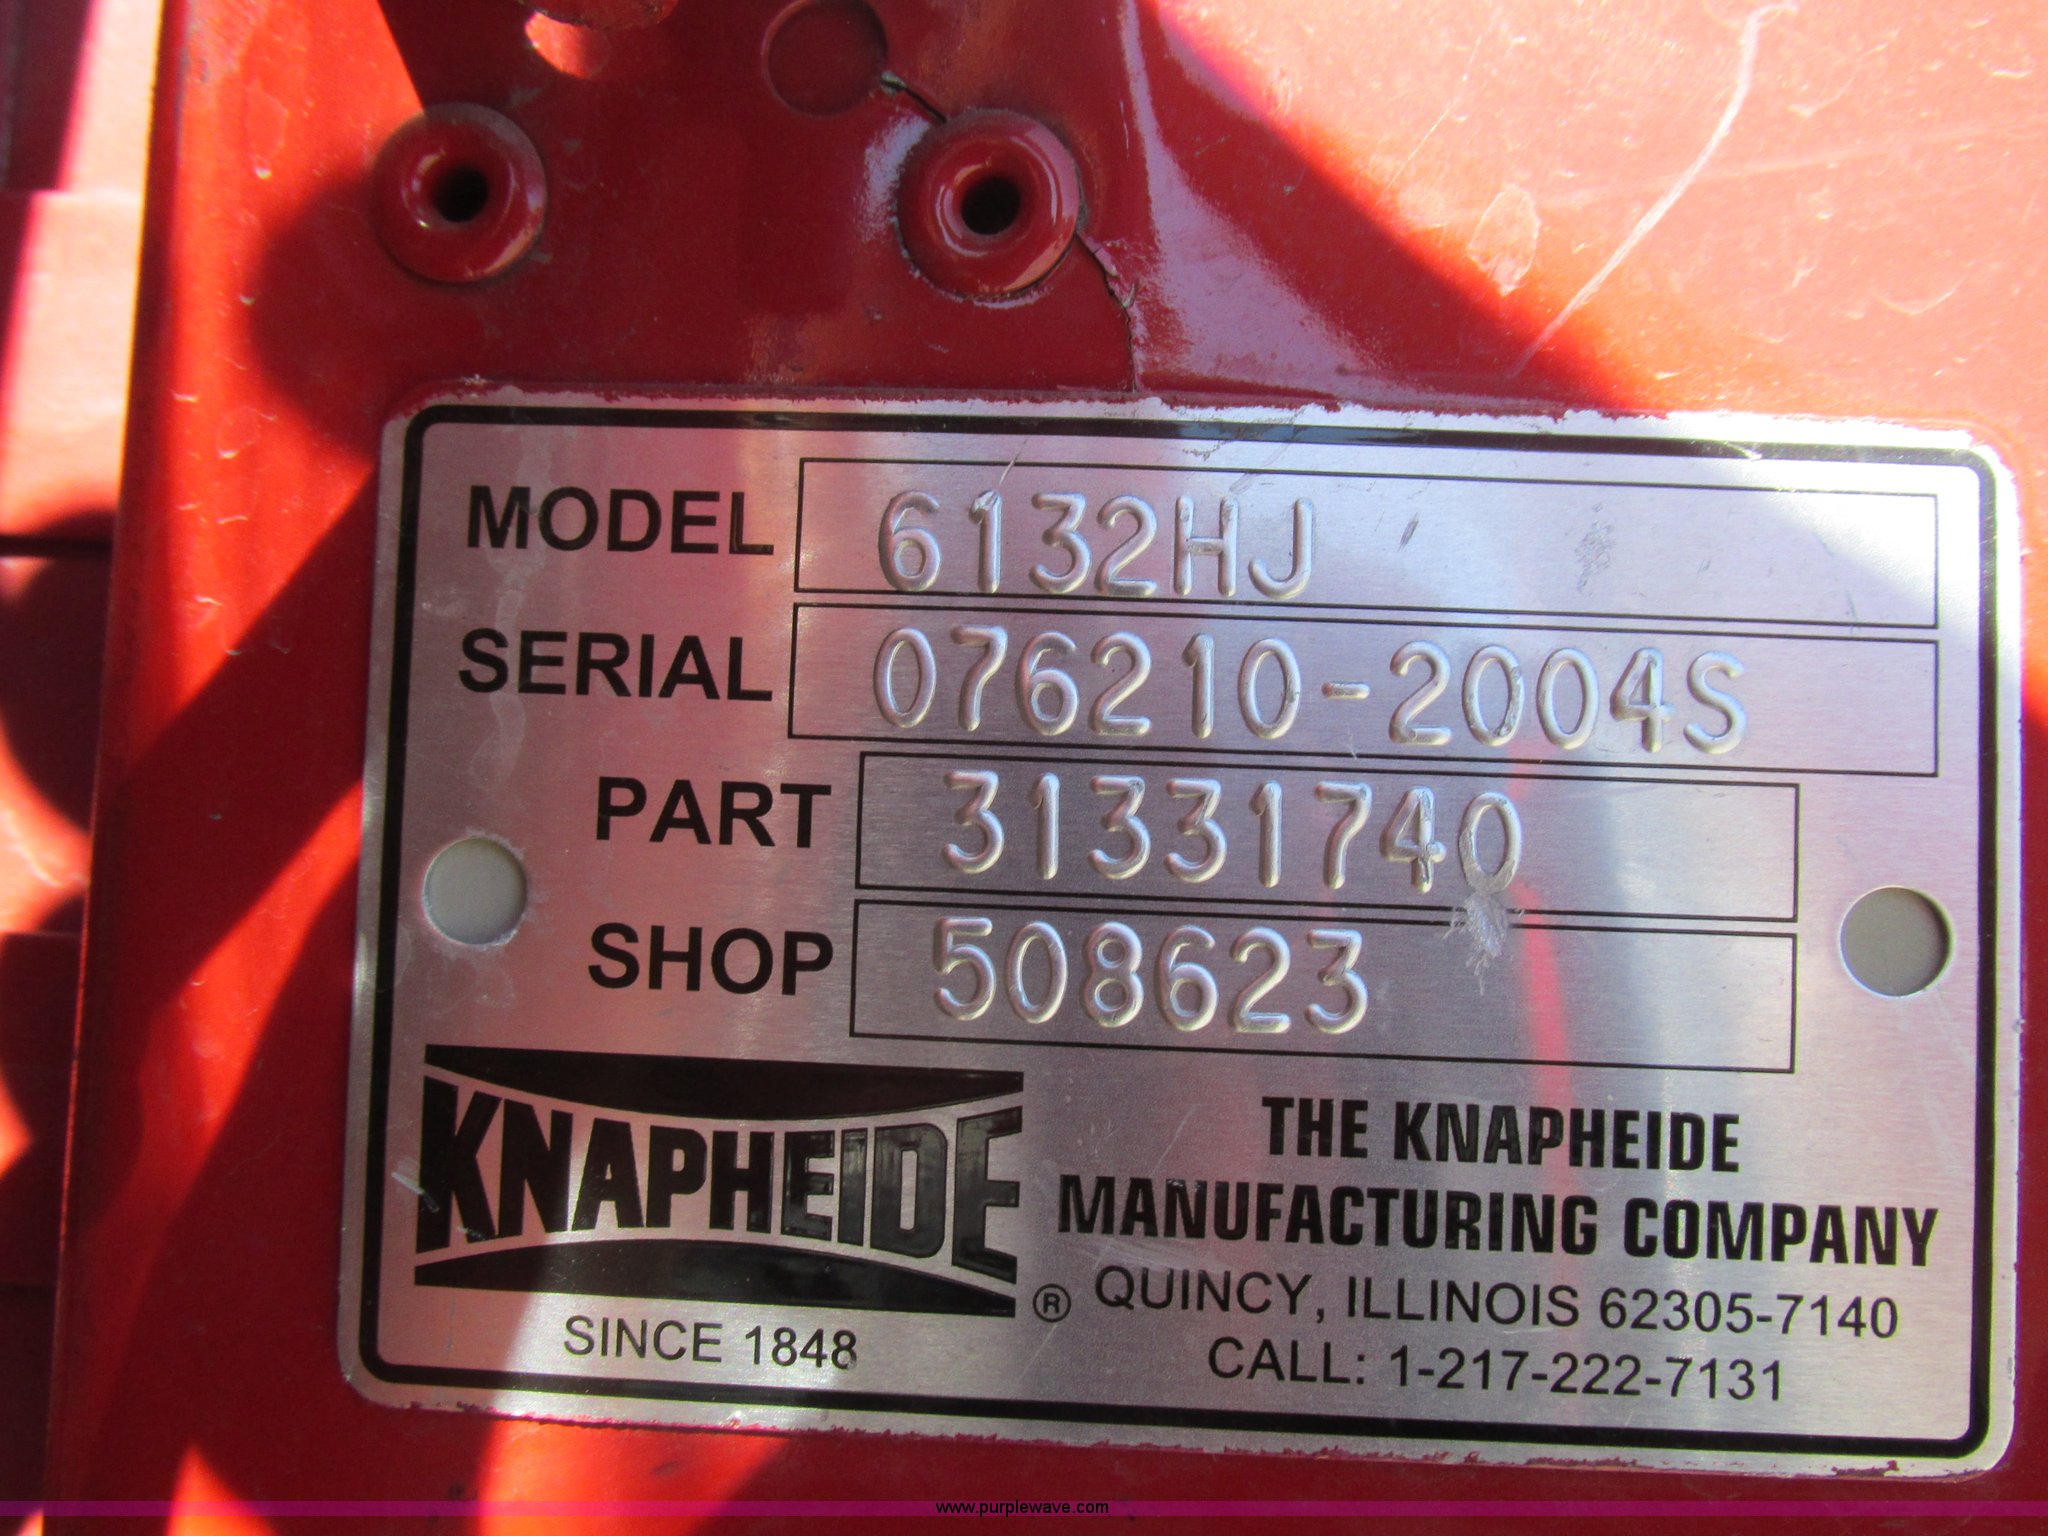 MODEL 6132HJ
SERIAL 076210-2004S
PART 31331740
SHOP 508623
KNAPHEIDE ®
SINCE 1848
THE KNAPHEIDE
MANUFACTURING COMPANY
QUINCY, ILLINOIS 62305-7140
CALL: 1-217-222-7131
www.purplewave.com